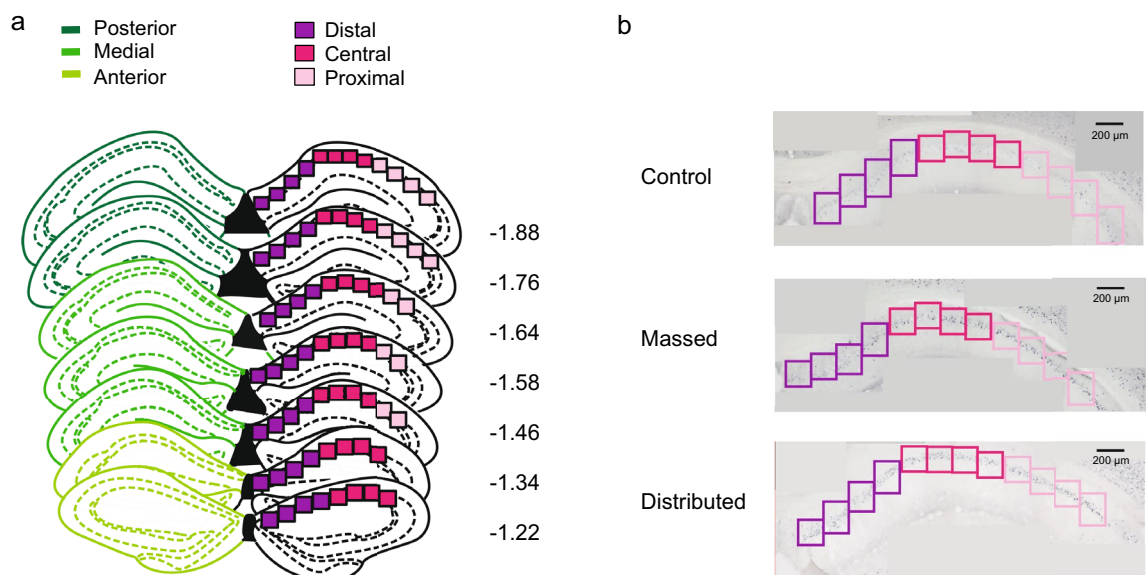 a
Posterior
Medial
Anterior
Distal
Central
Proximal
-1.88
-1.76
-1.64
-1.58
-1.46
-1.34
-1.22
b
Control
200 µm
Massed
200 µm
Distributed
200 µm